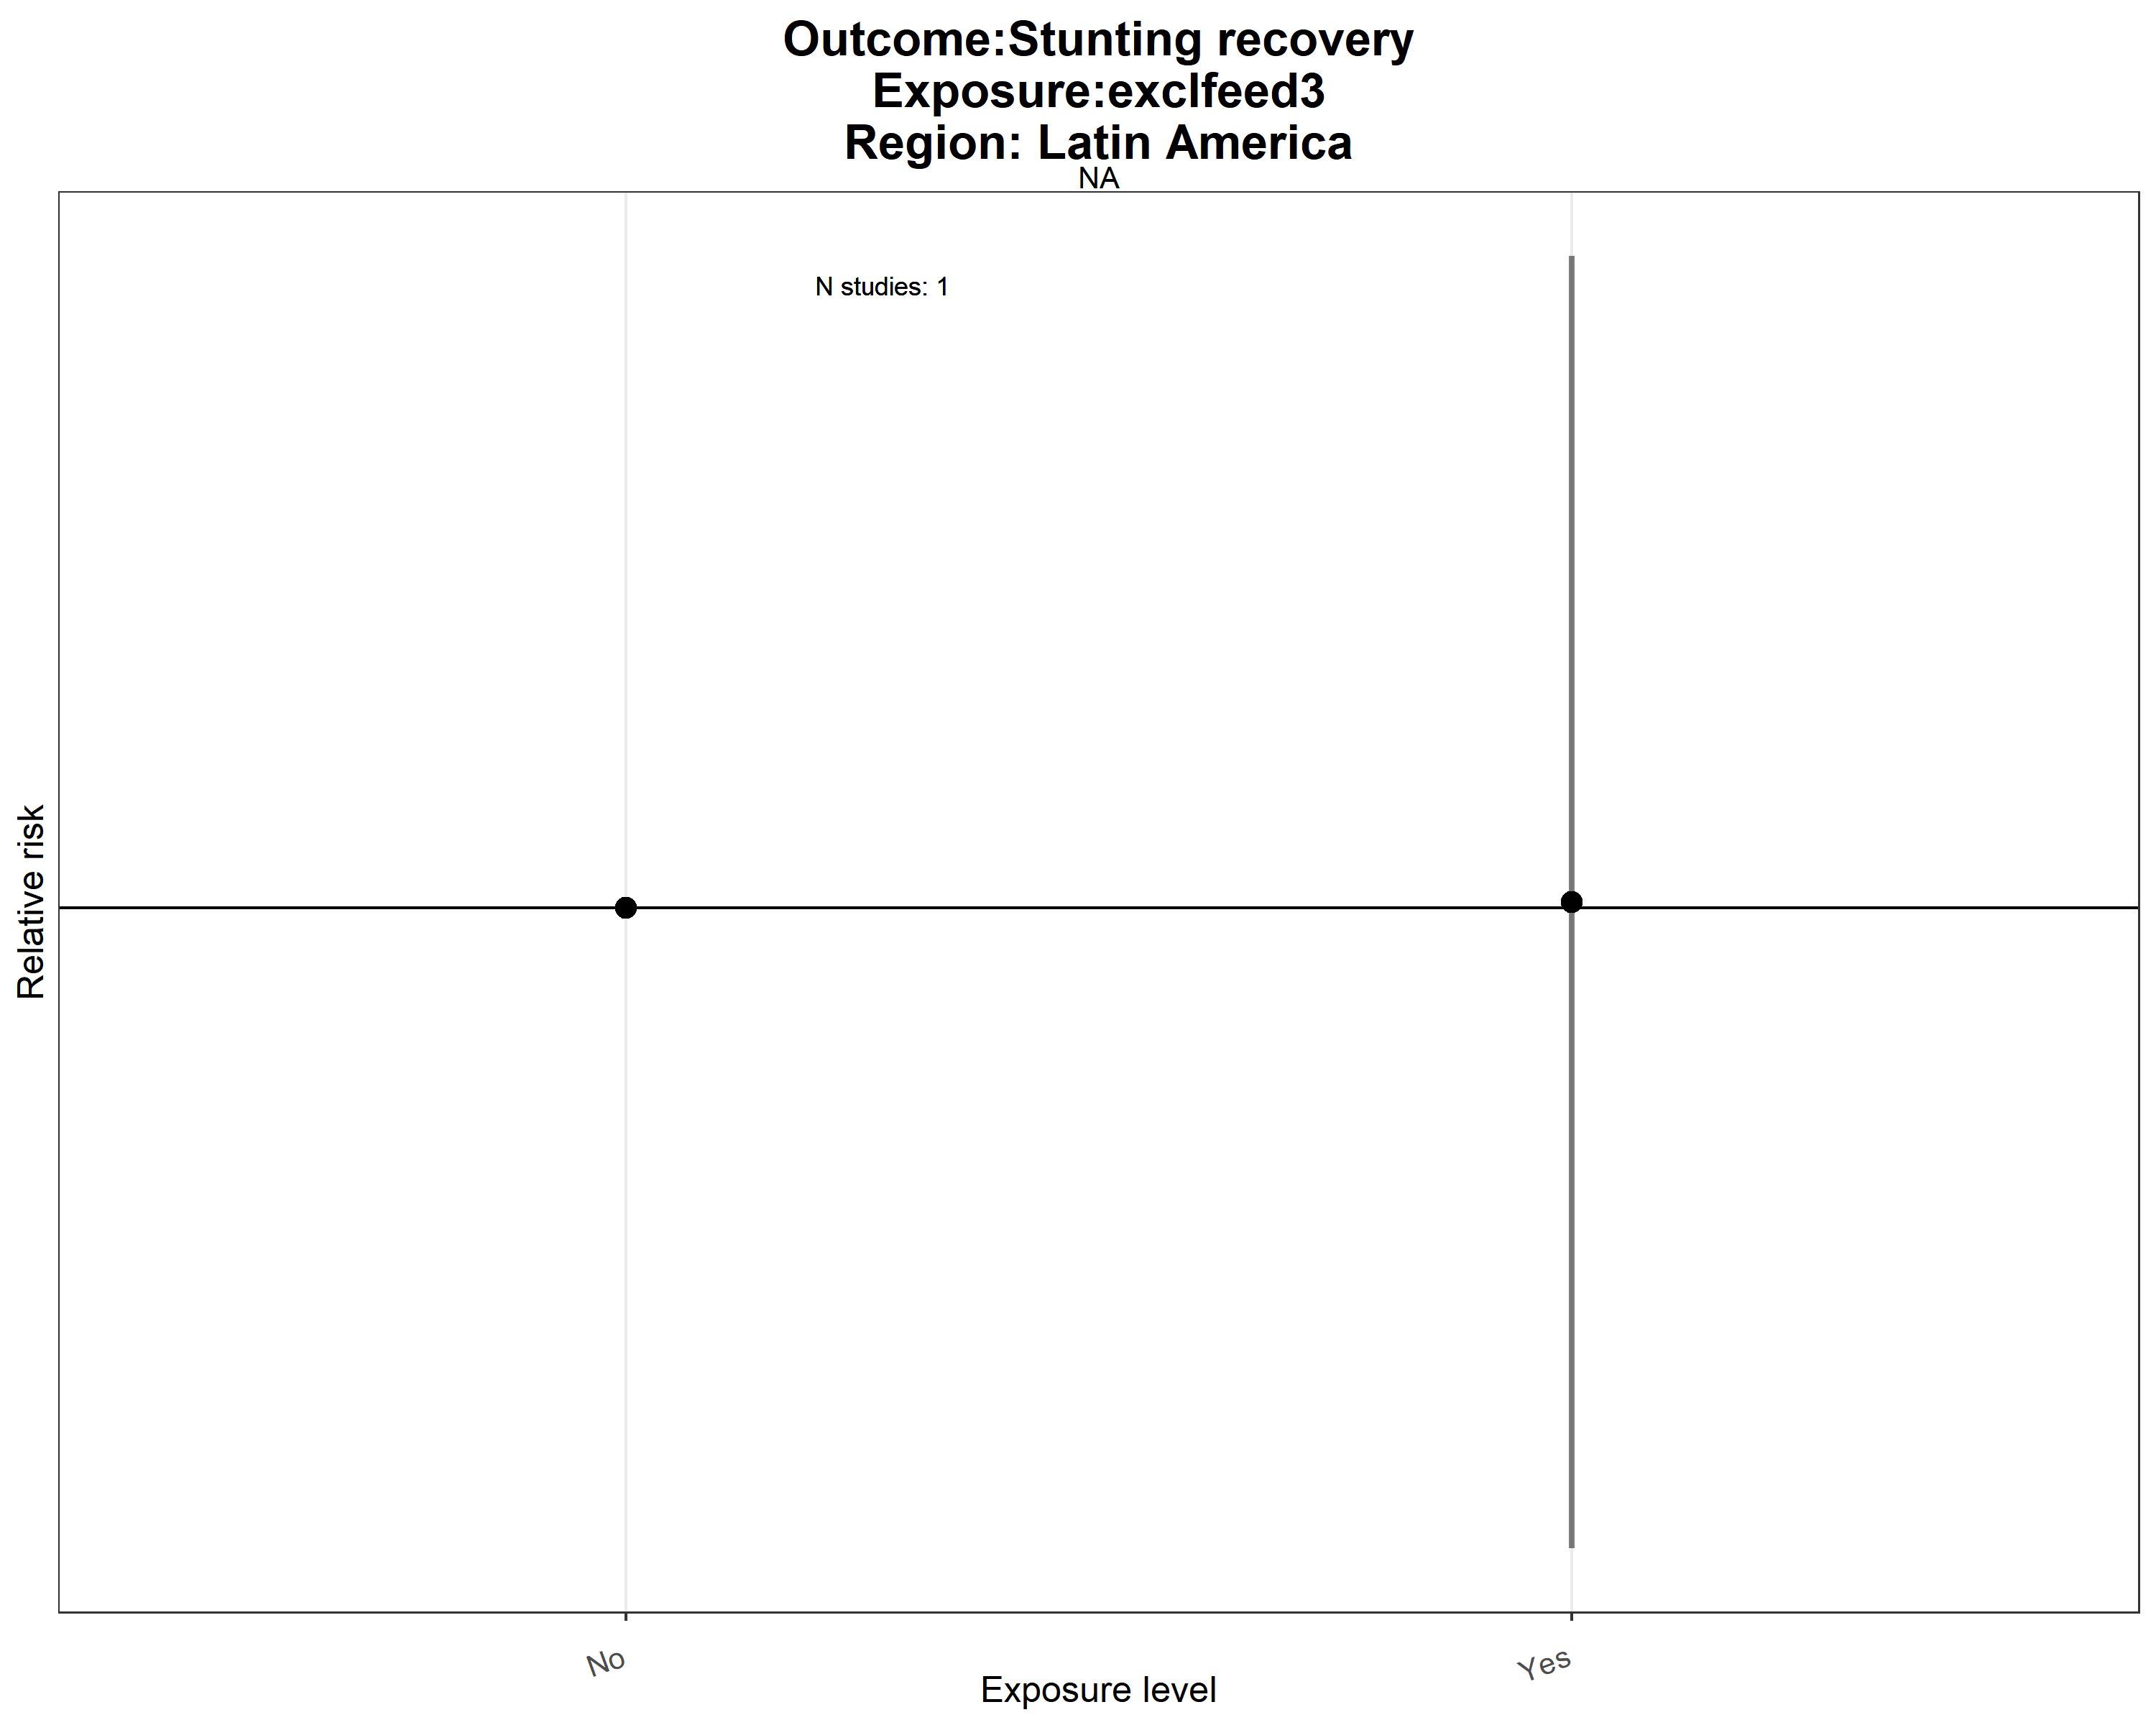 Outcome:Stunting recovery
Exposure:exclfeed3
Region: Latin America
NA
N studies: 1
Relative risk
No
Yes
Exposure level